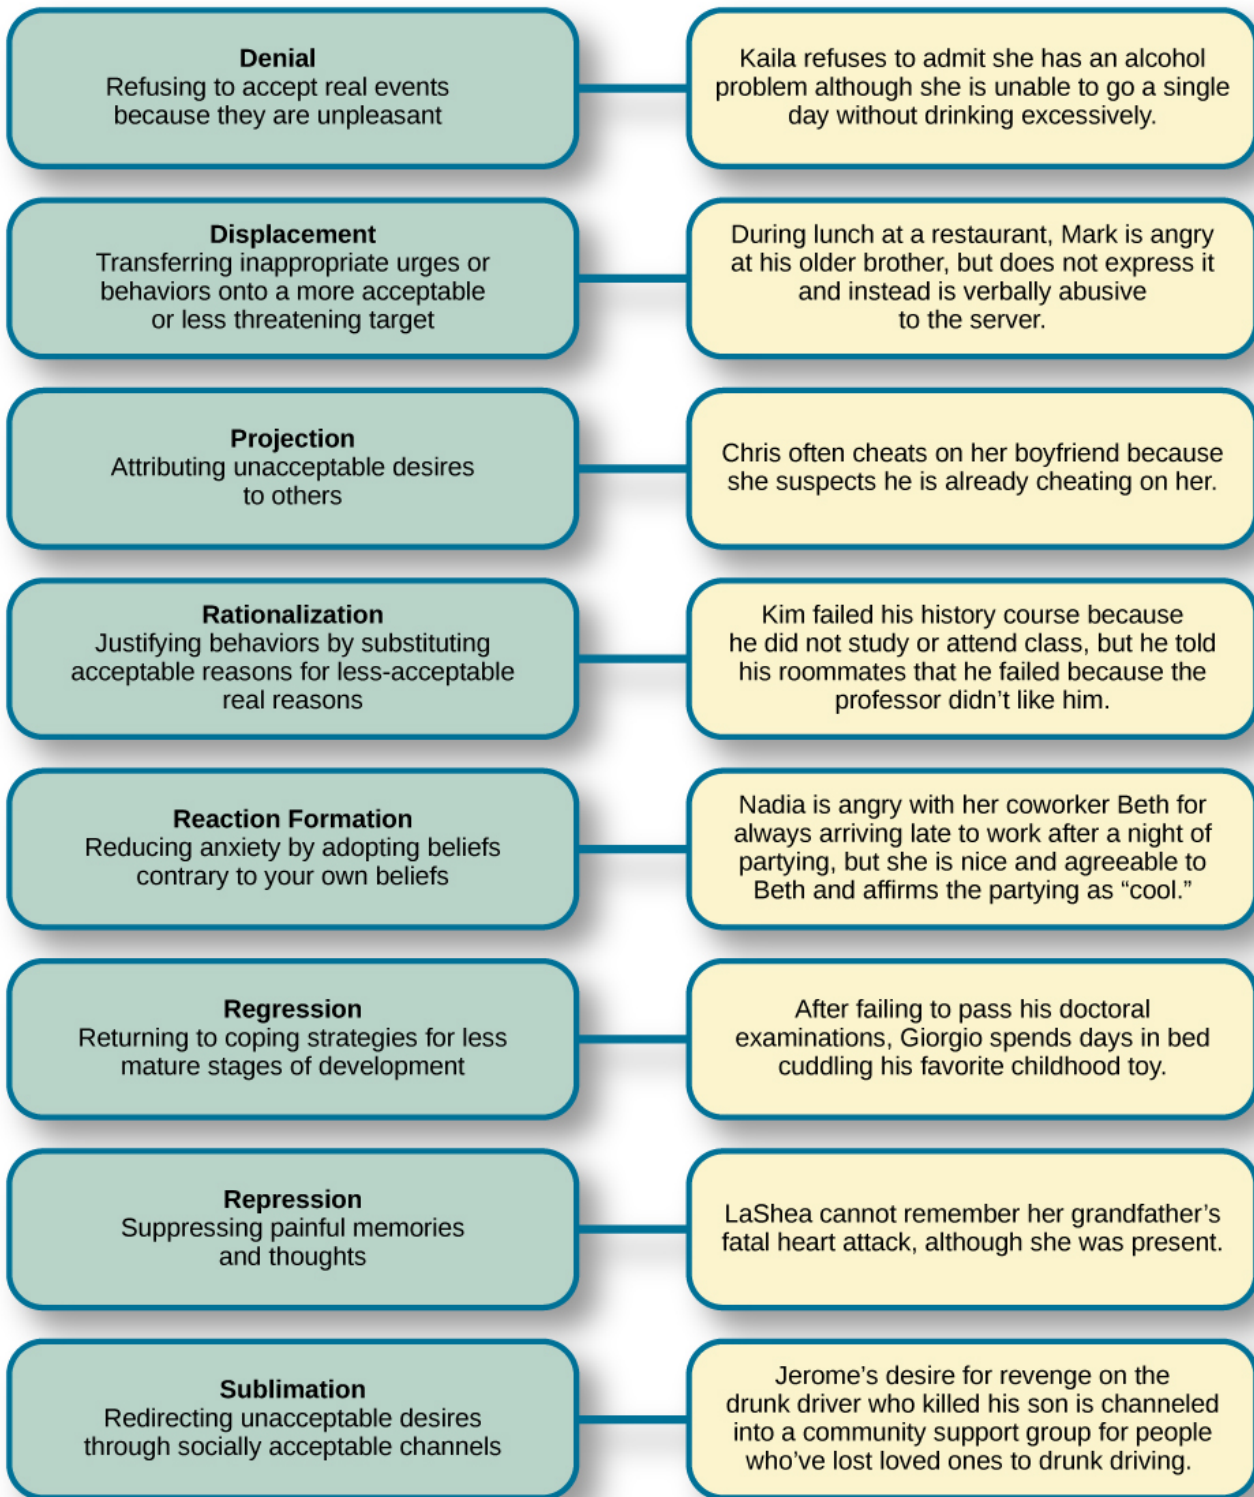 Denial
Refusing to accept real events
because they are unpleasant
Kaila refuses to admit she has an alcohol
problem although she is unable to go a single
day without drinking excessively.
Displacement
Transferring inappropriate urges or
behaviors onto a more acceptable
or less threatening target
During lunch at a restaurant, Mark is angry
at his older brother, but does not express it
and instead is verbally abusive
to the server.
Projection
Attributing unacceptable desires
to others
Chris often cheats on her boyfriend because
she suspects he is already cheating on her.
Rationalization
Justifying behaviors by substituting
acceptable reasons for less-acceptable
real reasons
Kim failed his history course because
he did not study or attend class, but he told
his roommates that he failed because the
professor didn’t like him.
Reaction Formation
Reducing anxiety by adopting beliefs
contrary to your own beliefs
Nadia is angry with her coworker Beth for
always arriving late to work after a night of
partying, but she is nice and agreeable to
Beth and affirms the partying as “cool.”
Regression
Returning to coping strategies for less
mature stages of development
After failing to pass his doctoral
examinations, Giorgio spends days in bed
cuddling his favorite childhood toy.
Repression
Suppressing painful memories
and thoughts
LaShea cannot remember her grandfather’s
fatal heart attack, although she was present.
Sublimation
Redirecting unacceptable desires
through socially acceptable channels
Jerome’s desire for revenge on the
drunk driver who killed his son is channeled
into a community support group for people
who’ve lost loved ones to drunk driving.